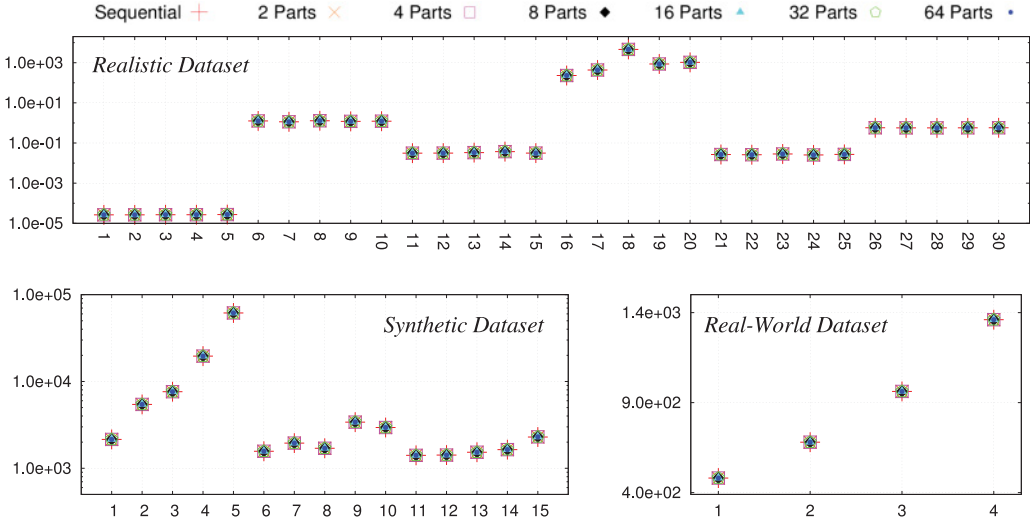 Sequential 2 Parts 4 Parts 8 Parts 16 Parts 32 Parts 64 Parts
Realistic Dataset
1.0e+03
1.0e+01
1.0e-01
1.0e-03
1.0e-05
1 2 3 4 5 6 7 8 9 10 11 12 13 14 15 16 17 18 19 20 21 22 23 24 25 26 27 28 29 30
Synthetic Dataset
1.0e+05
1.0e+04
1.0e+03
1 2 3 4 5 6 7 8 9 10 11 12 13 14 15
Real-World Dataset
1.4e+03
9.0e+02
4.0e+02
1 2 3 4